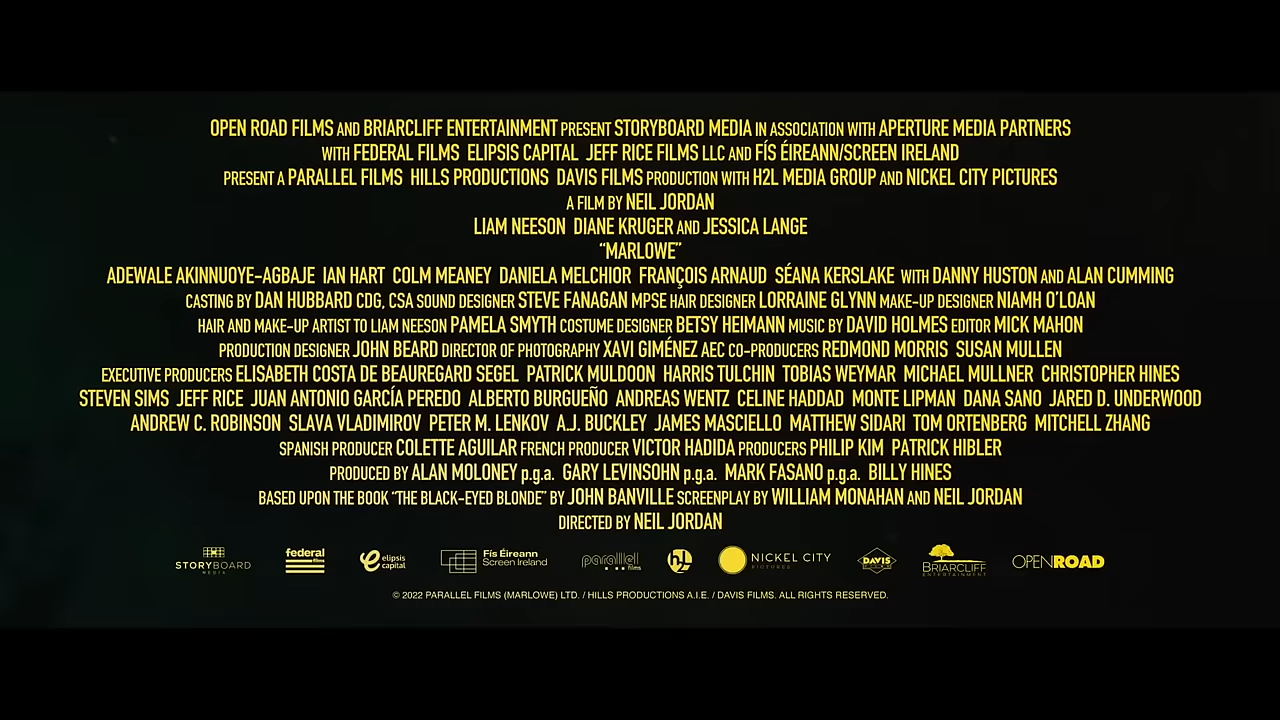 OPEN ROAD FILMS AND BRIARCLIFF ENTERTAINMENT PRESENT STORYBOARD MEDIA IN ASSOCIATION WITH APERTURE MEDIA PARTNERS
WITH FEDERAL FILMS ELIPSIS CAPITAL JEFF RICE FILMS LLC AND FÍS ÉIREANN/SCREEN IRELAND
PRESENT A PARALLEL FILMS HILLS PRODUCTIONS DAVIS FILMS PRODUCTION WITH H2L MEDIA GROUP AND NICKEL CITY PICTURES
A FILM BY NEIL JORDAN
LIAM NEESON DIANE KRUGER AND JESSICA LANGE
“MARLOWE”
ADEWALE AKINNUOYE-AGBAJE IAN HART COLM MEANEY DANIELA MELCHIOR FRANÇOIS ARNAUD SÉANA KERSLAKE WITH DANNY HUSTON AND ALAN CUMMING
CASTING BY DAN HUBBARD CDG, CSA SOUND DESIGNER STEVE FANAGAN MPSE HAIR DESIGNER LORRAINE GLYNN MAKE-UP DESIGNER NIAMH O’LOAN
HAIR AND MAKE-UP ARTIST TO LIAM NEESON PAMELA SMYTH COSTUME DESIGNER BETSY HEIMANN MUSIC BY DAVID HOLMES EDITOR MICK MAHON
PRODUCTION DESIGNER JOHN BEARD DIRECTOR OF PHOTOGRAPHY XAVI GIMÉNEZ AEC CO-PRODUCERS REDMOND MORRIS SUSAN MULLEN
EXECUTIVE PRODUCERS ELISABETH COSTA DE BEAUREGARD SEGEL PATRICK MULDOON HARRIS TULCHIN TOBIAS WEYMAR MICHAEL MULLNER CHRISTOPHER HINES
STEVEN SIMS JEFF RICE JUAN ANTONIO GARCÍA PEREDO ALBERTO BURGUEÑO ANDREAS WENTZ CELINE HADDAD MONTE LIPMAN DANA SANO JARED D. UNDERWOOD
ANDREW C. ROBINSON SLAVA VLADIMIROV PETER M. LENKOV A.J. BUCKLEY JAMES MASCIELLO MATTHEW SIDARI TOM ORTENBERG MITCHELL ZHANG
SPANISH PRODUCER COLETTE AGUILAR FRENCH PRODUCER VICTOR HADIDA PRODUCERS PHILIP KIM PATRICK HIBLER
PRODUCED BY ALAN MOLONEY p.g.a. GARY LEVINSOHN p.g.a. MARK FASANO p.g.a. BILLY HINES
BASED UPON THE BOOK “THE BLACK-EYED BLONDE” BY JOHN BANVILLE SCREENPLAY BY WILLIAM MONAHAN AND NEIL JORDAN
DIRECTED BY NEIL JORDAN
STORYBOARD MEDIA
federal films
elipsis capital
Fís Éireann
Screen Ireland
parallel films
h2l
NICKEL CITY PICTURES
DAVIS
BRIARCLIFF ENTERTAINMENT
OPENROAD
© 2022 PARALLEL FILMS (MARLOWE) LTD. / HILLS PRODUCTIONS A.I.E. / DAVIS FILMS. ALL RIGHTS RESERVED.